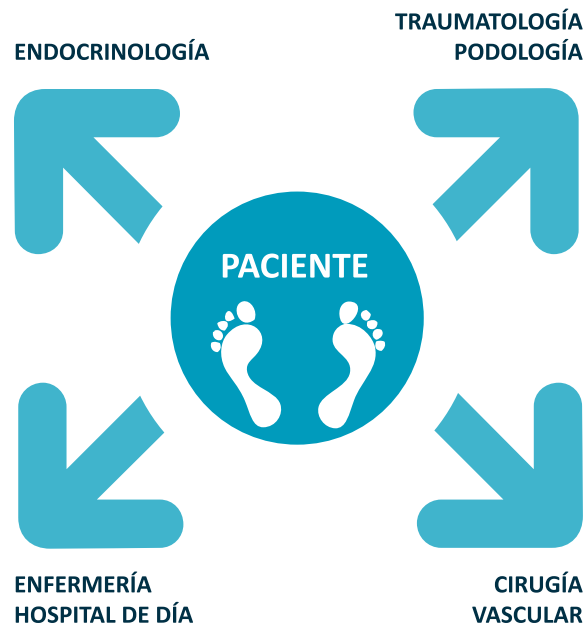 TRAUMATOLOGÍA
ENDOCRINOLOGÍA
PODOLOGÍA
PACIENTE
ENFERMERÍA
HOSPITAL DE DÍA
CIRUGÍA
VASCULAR